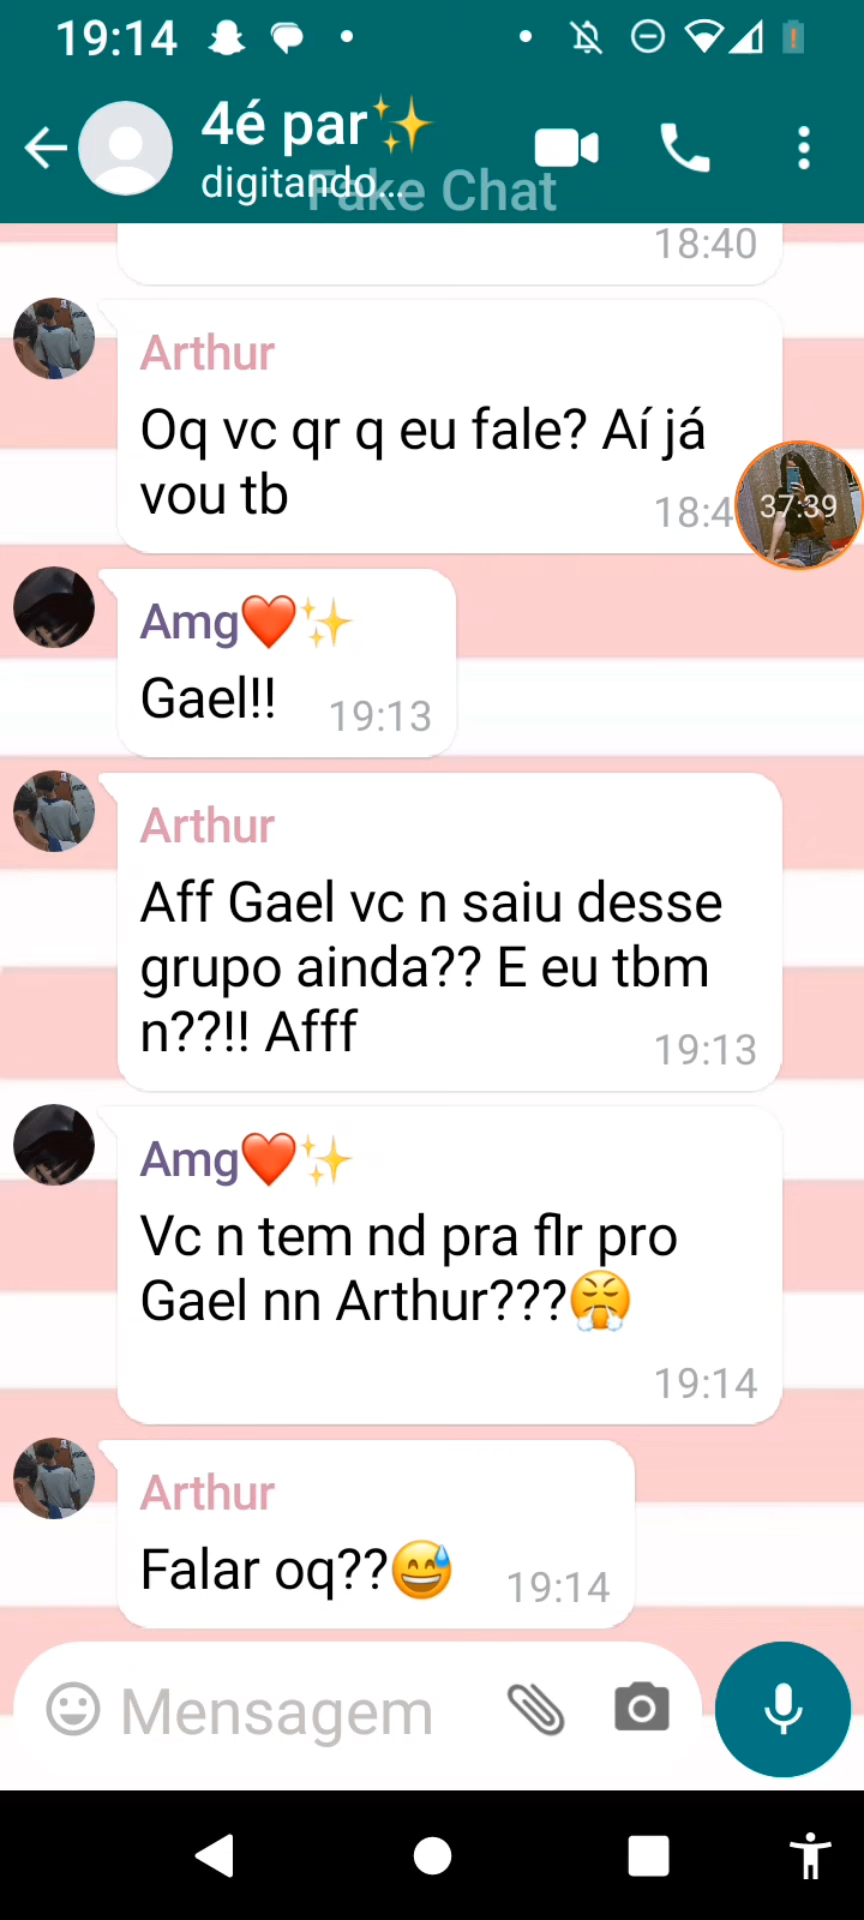 19:14
4é par✨
digitando...
Fake Chat
18:40
Arthur
Oq vc qr q eu fale? Aí já
vou tb
18:4
37:39
Amg❤️✨
Gael!!
19:13
Arthur
Aff Gael vc n saiu desse
grupo ainda?? E eu tbm
n??!! Afff
19:13
Amg❤️✨
Vc n tem nd pra flr pro
Gael nn Arthur???😤
19:14
Arthur
Falar oq??😅
19:14
Mensagem